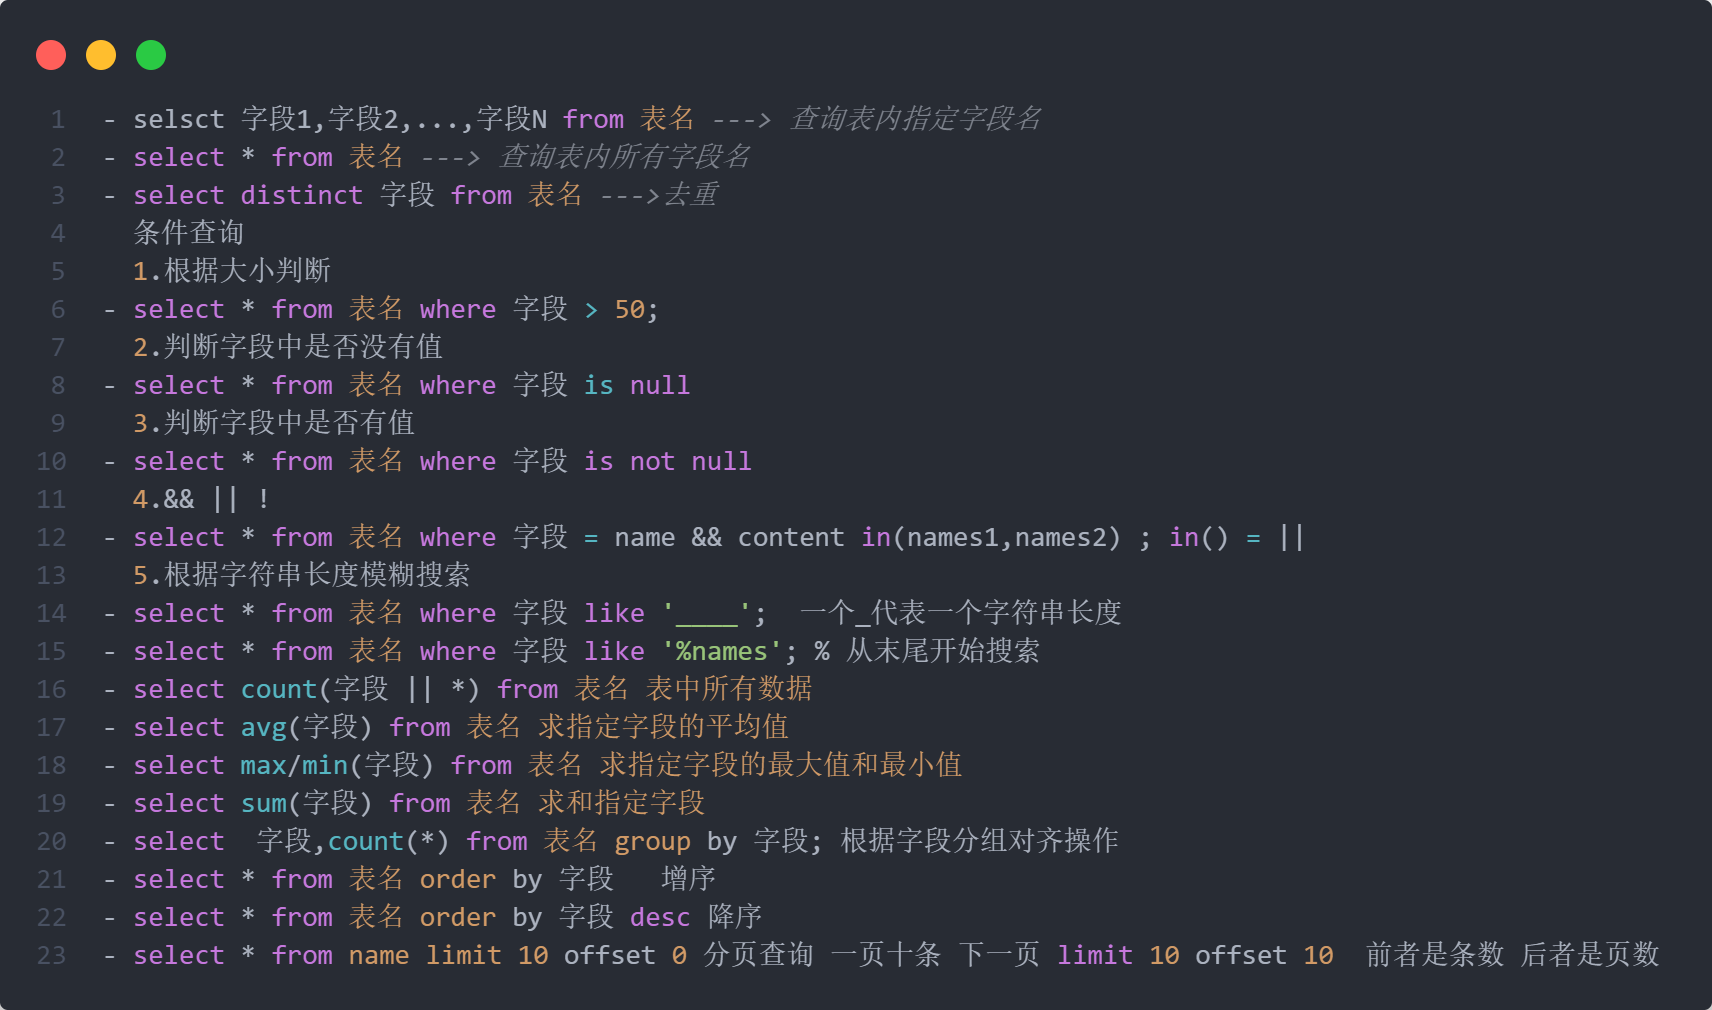 1 - selsct 字段1,字段2,...,字段N from 表名 ---> 查询表内指定字段名
2 - select * from 表名 ---> 查询表内所有字段名
3 - select distinct 字段 from 表名 --->去重
4 条件查询
5 1.根据大小判断
6 - select * from 表名 where 字段 > 50;
7 2.判断字段中是否没有值
8 - select * from 表名 where 字段 is null
9 3.判断字段中是否有值
10 - select * from 表名 where 字段 is not null
11 4.&& || !
12 - select * from 表名 where 字段 = name && content in(names1,names2) ; in() = ||
13 5.根据字符串长度模糊搜索
14 - select * from 表名 where 字段 like '____';  一个_代表一个字符串长度
15 - select * from 表名 where 字段 like '%names'; % 从末尾开始搜索
16 - select count(字段 || *) from 表名 表中所有数据
17 - select avg(字段) from 表名 求指定字段的平均值
18 - select max/min(字段) from 表名 求指定字段的最大值和最小值
19 - select sum(字段) from 表名 求和指定字段
20 - select  字段,count(*) from 表名 group by 字段; 根据字段分组对齐操作
21 - select * from 表名 order by 字段   增序
22 - select * from 表名 order by 字段 desc 降序
23 - select * from name limit 10 offset 0 分页查询 一页十条 下一页 limit 10 offset 10  前者是条数 后者是页数